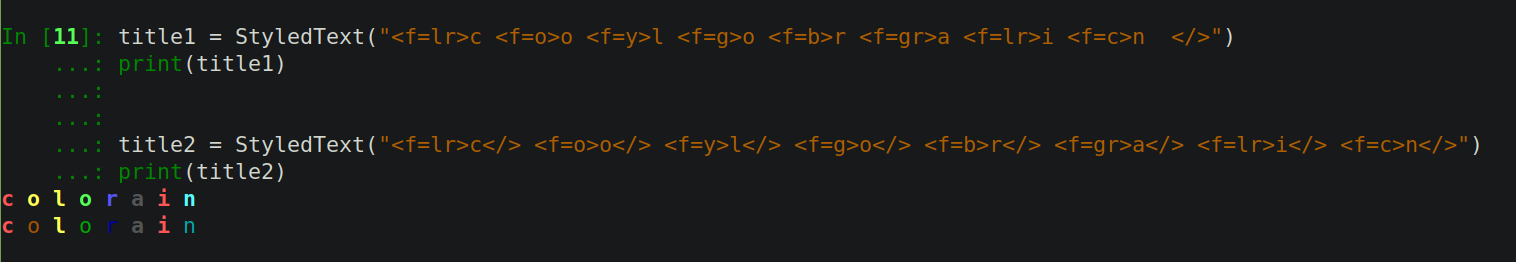 In [11]: title1 = StyledText("<f=lr>c <f=o>o <f=y>l <f=g>o <f=b>r <f=gr>a <f=lr>i <f=c>n  </>")
    ...: print(title1)
    ...:
    ...:
    ...: title2 = StyledText("<f=lr>c</> <f=o>o</> <f=y>l</> <f=g>o</> <f=b>r</> <f=gr>a</> <f=lr>i</> <f=c>n</>")
    ...: print(title2)
c o l o r a i n
c o l o r a i n